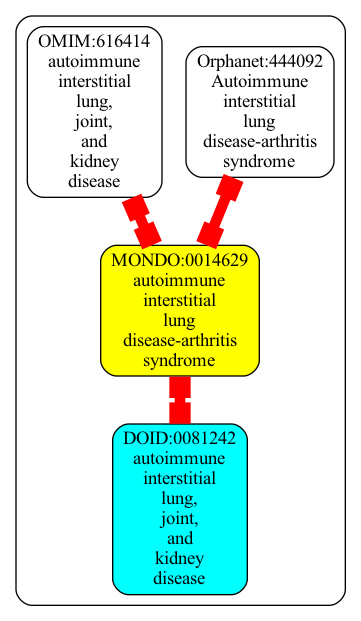 OMIM:616414
autoimmune
interstitial
lung,
joint,
and
kidney
disease
Orphanet:444092
Autoimmune
interstitial
lung
disease-arthritis
syndrome
MONDO:0014629
autoimmune
interstitial
lung
disease-arthritis
syndrome
DOID:0081242
autoimmune
interstitial
lung,
joint,
and
kidney
disease